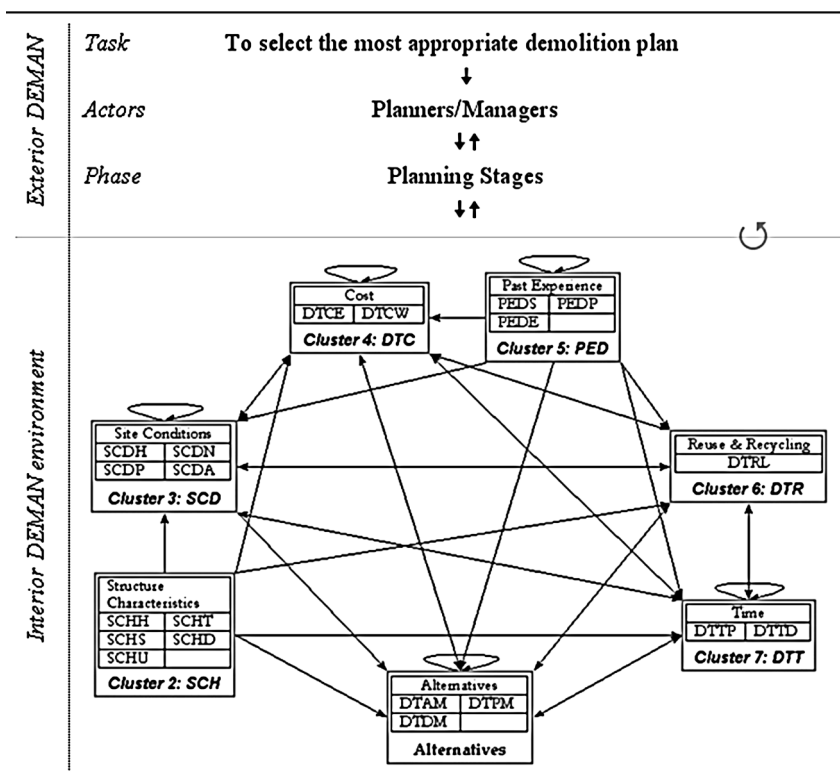 Exterior DEMAN
Task
To select the most appropriate demolition plan
Actors
Planners/Managers
Phase
Planning Stages
Interior DEMAN environment
Cost
DTCE DTCW
Cluster 4: DTC
Past Experience
PEDS PEDP
PEDE
Cluster 5: PED
Site Conditions
SCDH SCDN
SCDP SCDA
Cluster 3: SCD
Reuse & Recycling
DTRL
Cluster 6: DTR
Structure
Characteristics
SCHH SCHT
SCHS SCHD
SCHU
Cluster 2: SCH
Time
DTTP DTTD
Cluster 7: DTT
Alternatives
DTAM DTPM
DTDM
Alternatives